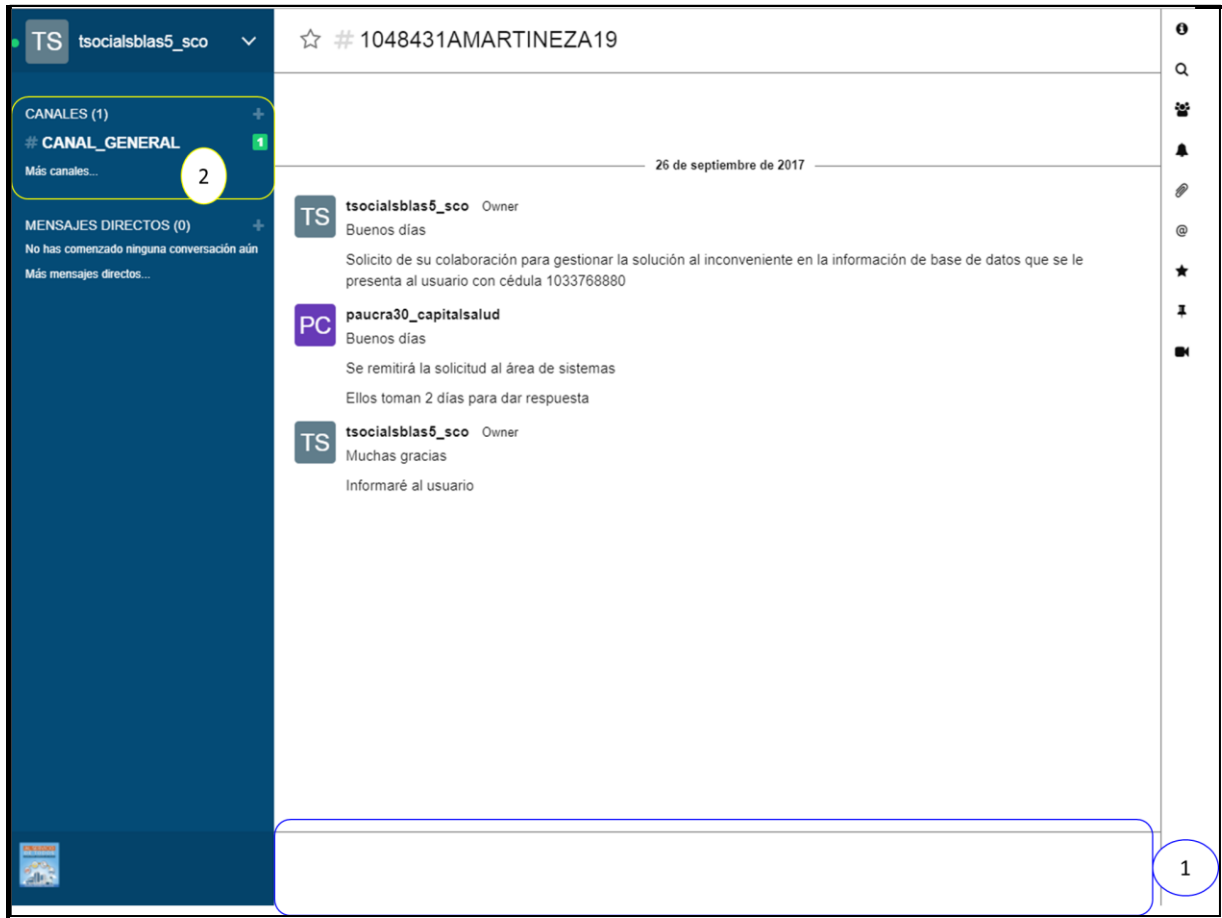 TS tsocialsblas5_sco
CANALES (1) +
# CANAL_GENERAL 1
Más canales...
2
MENSAJES DIRECTOS (0) +
No has comenzado ninguna conversación aún
Más mensajes directos...
# 1048431AMARTINEZA19
26 de septiembre de 2017
TS tsocialsblas5_sco Owner
Buenos días
Solicito de su colaboración para gestionar la solución al inconveniente en la información de base de datos que se le
presenta al usuario con cédula 1033768880
PC paucra30_capitalsalud
Buenos días
Se remitirá la solicitud al área de sistemas
Ellos toman 2 días para dar respuesta
TS tsocialsblas5_sco Owner
Muchas gracias
Informaré al usuario
@
1